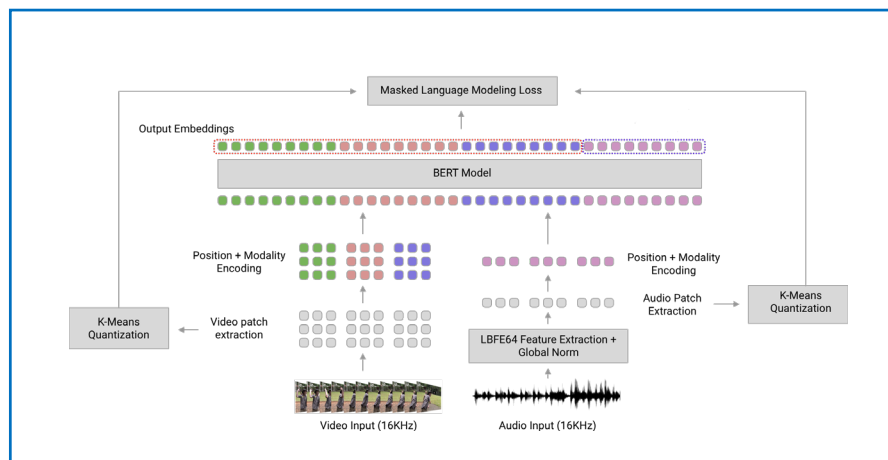 Masked Language Modeling Loss
Output Embeddings
BERT Model
Position + Modality
Encoding
Position + Modality
Encoding
K-Means
Quantization
Video patch
extraction
Audio Patch
Extraction
K-Means
Quantization
LBFE64 Feature Extraction +
Global Norm
Video Input (16KHz)
Audio Input (16KHz)